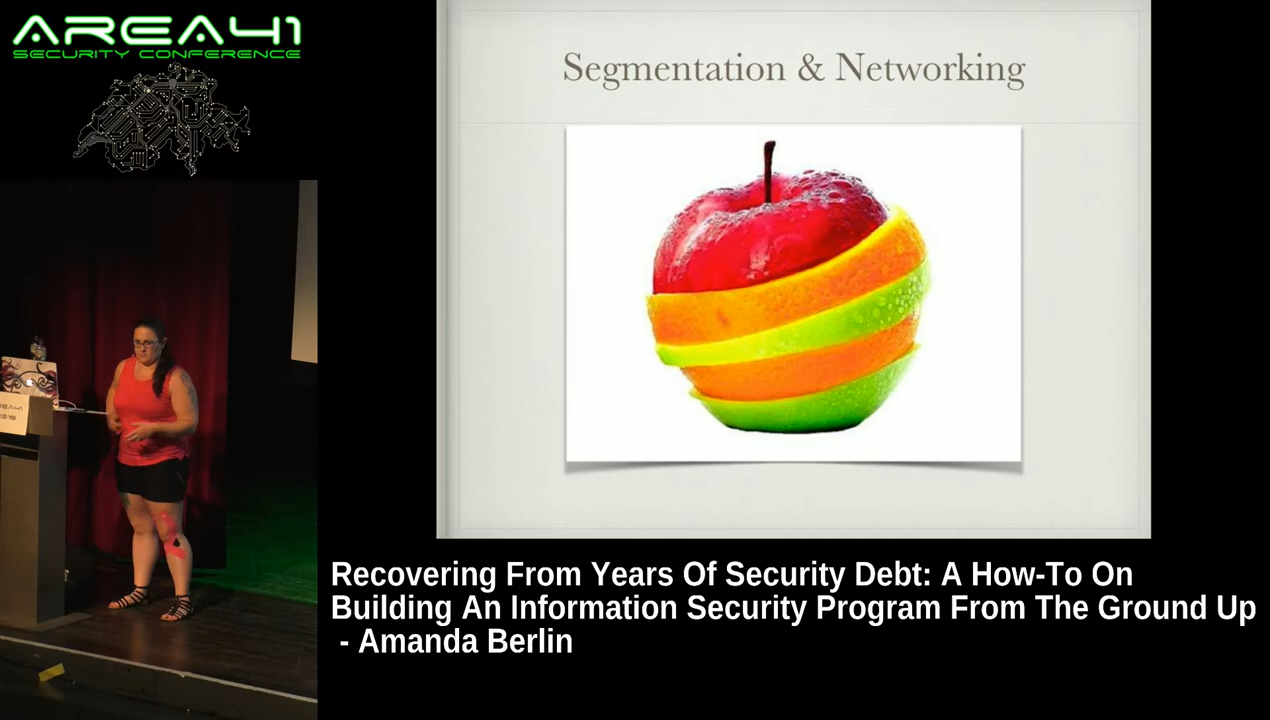 AREA41
SECURITY CONFERENCE
Segmentation & Networking
Recovering From Years Of Security Debt: A How-To On
Building An Information Security Program From The Ground Up
- Amanda Berlin